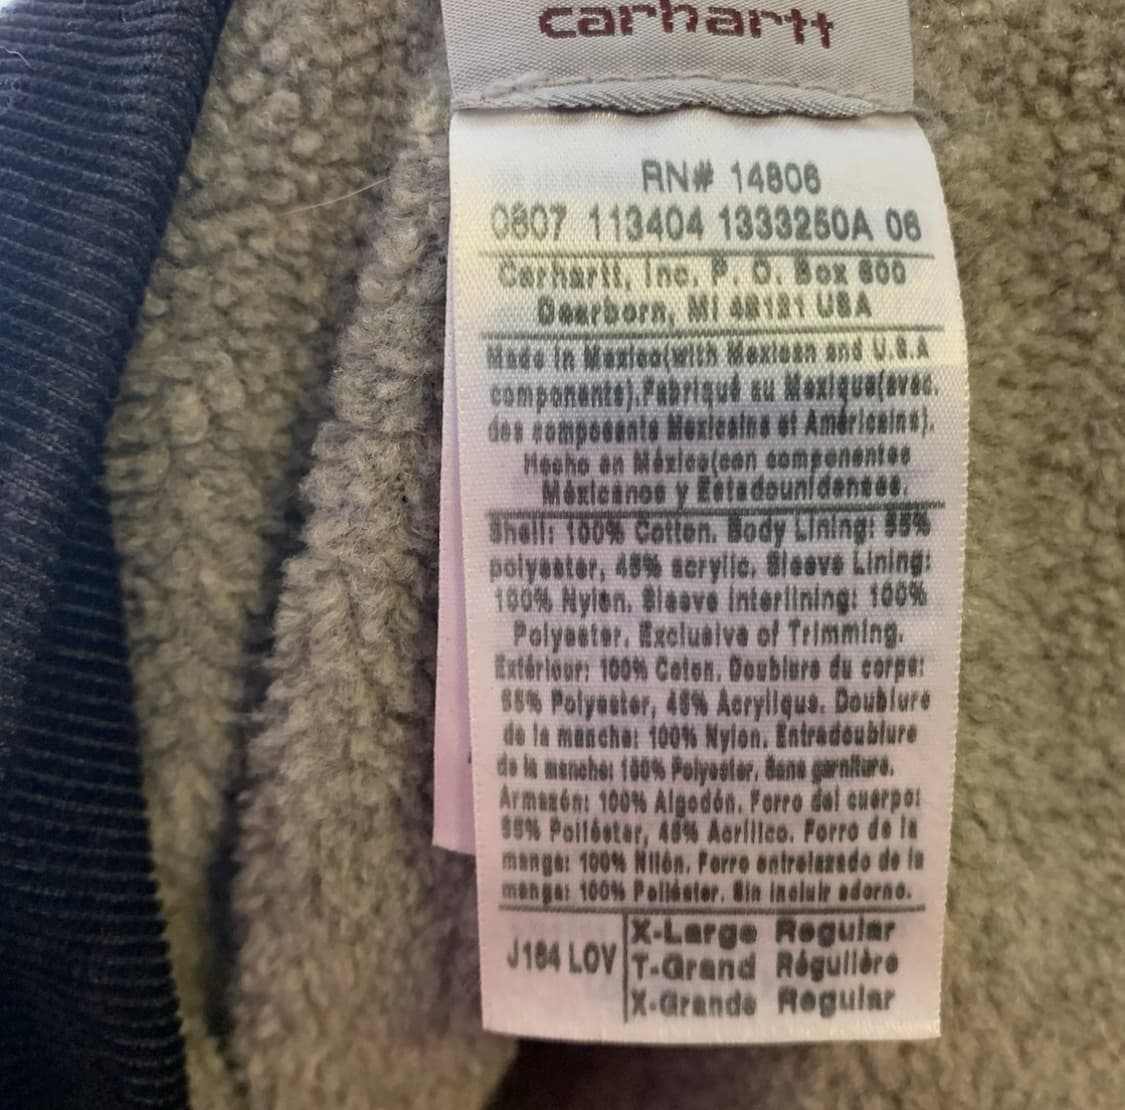 carhartt
RN# 14806
0807 113404 1333250A 06
Carhartt, Inc. P. O. Box 600
Dearborn, MI 48121 USA
Made in Mexico(with Mexican and U.S.A
components).Fabriqué au Mexique(avec.
des composants Mexicains et Américains).
Hecho en México(con componentes
Méxicanos y Estadounidenses.
Shell: 100% Cotton. Body Lining: 55%
polyester, 45% acrylic. Sleeve Lining:
100% Nylon. Sleeve Interlining: 100%
Polyester. Exclusive of Trimming.
Extérieur: 100% Coton. Doublure du corps:
55% Polyester, 45% Acrylique. Doublure
de la manche: 100% Nylon. Entredoublure
de la manche: 100% Polyester. Sans garniture.
Armazón: 100% Algodón. Forro del cuerpo:
55% Poliéster, 45% Acrílico. Forro de la
manga: 100% Nilón. Forro entrelazado de la
manga: 100% Poliéster. Sin incluir adorno.
J184 LOV
X-Large Regular
T-Grand Régulière
X-Grande Regular